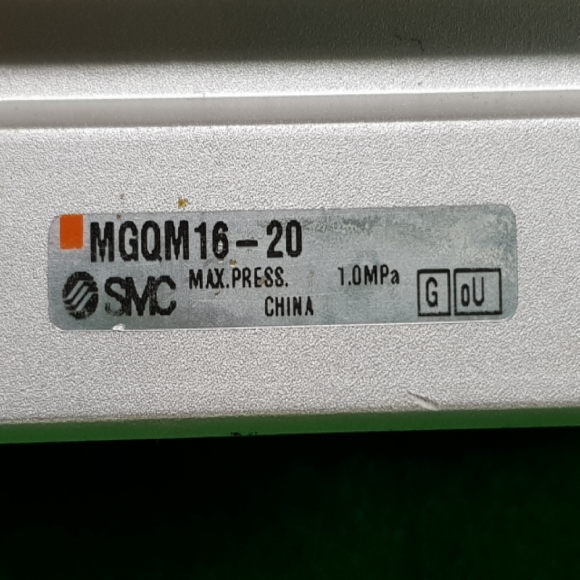 MGQM16-20
SMC MAX.PRESS. 1.0MPa
CHINA
G oU